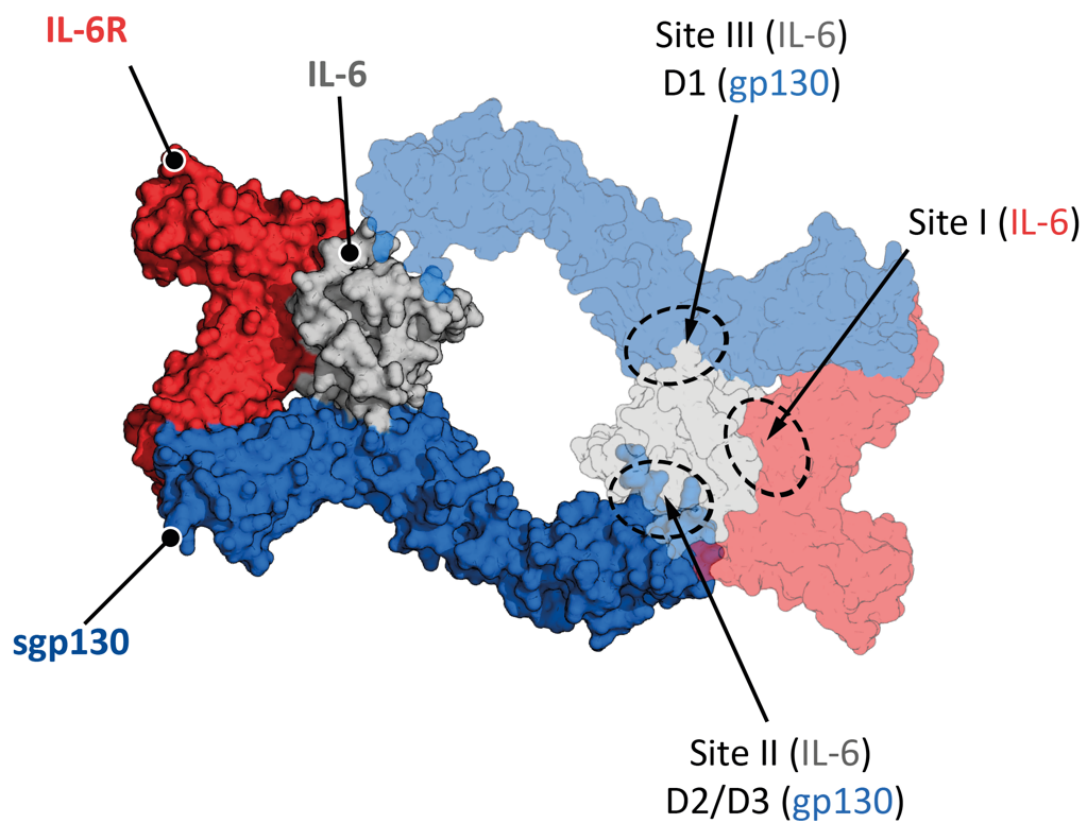 IL-6R
IL-6
Site III (IL-6)
D1 (gp130)
Site I (IL-6)
sgp130
Site II (IL-6)
D2/D3 (gp130)